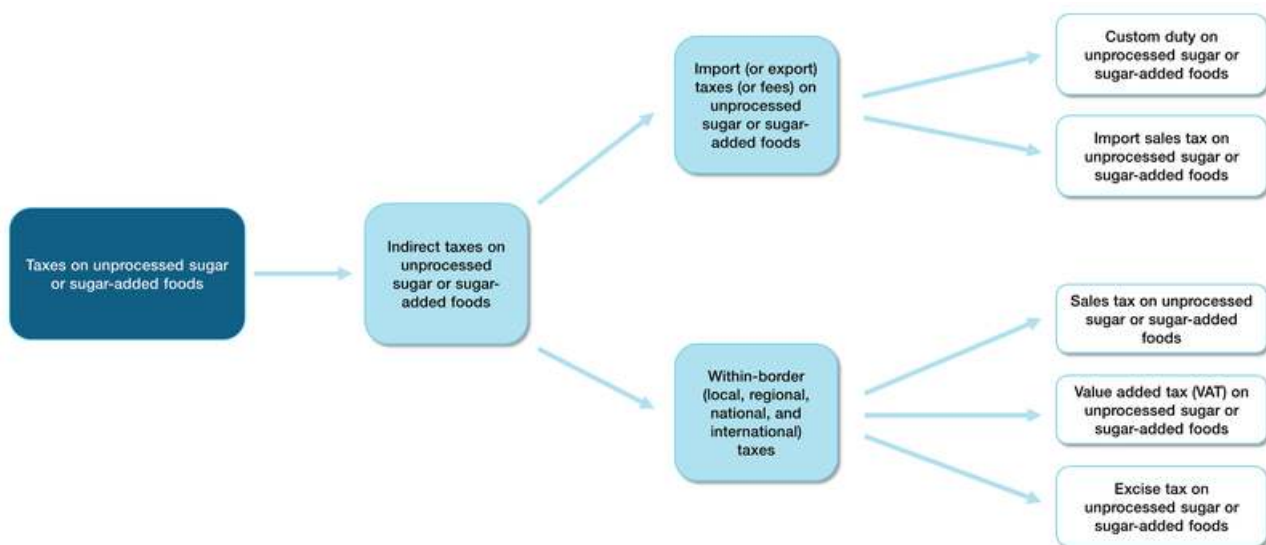 Taxes on unprocessed sugar
or sugar-added foods
Indirect taxes on
unprocessed
sugar or sugar-
added foods
Import (or export)
taxes (or fees) on
unprocessed
sugar or sugar-
added foods
Custom duty on
unprocessed sugar or
sugar-added foods
Import sales tax on
unprocessed sugar or
sugar-added foods
Within-border
(local, regional,
national, and
international)
taxes
Sales tax on unprocessed
sugar or sugar-added
foods
Value added tax (VAT) on
unprocessed sugar or
sugar-added foods
Excise tax on
unprocessed sugar or
sugar-added foods